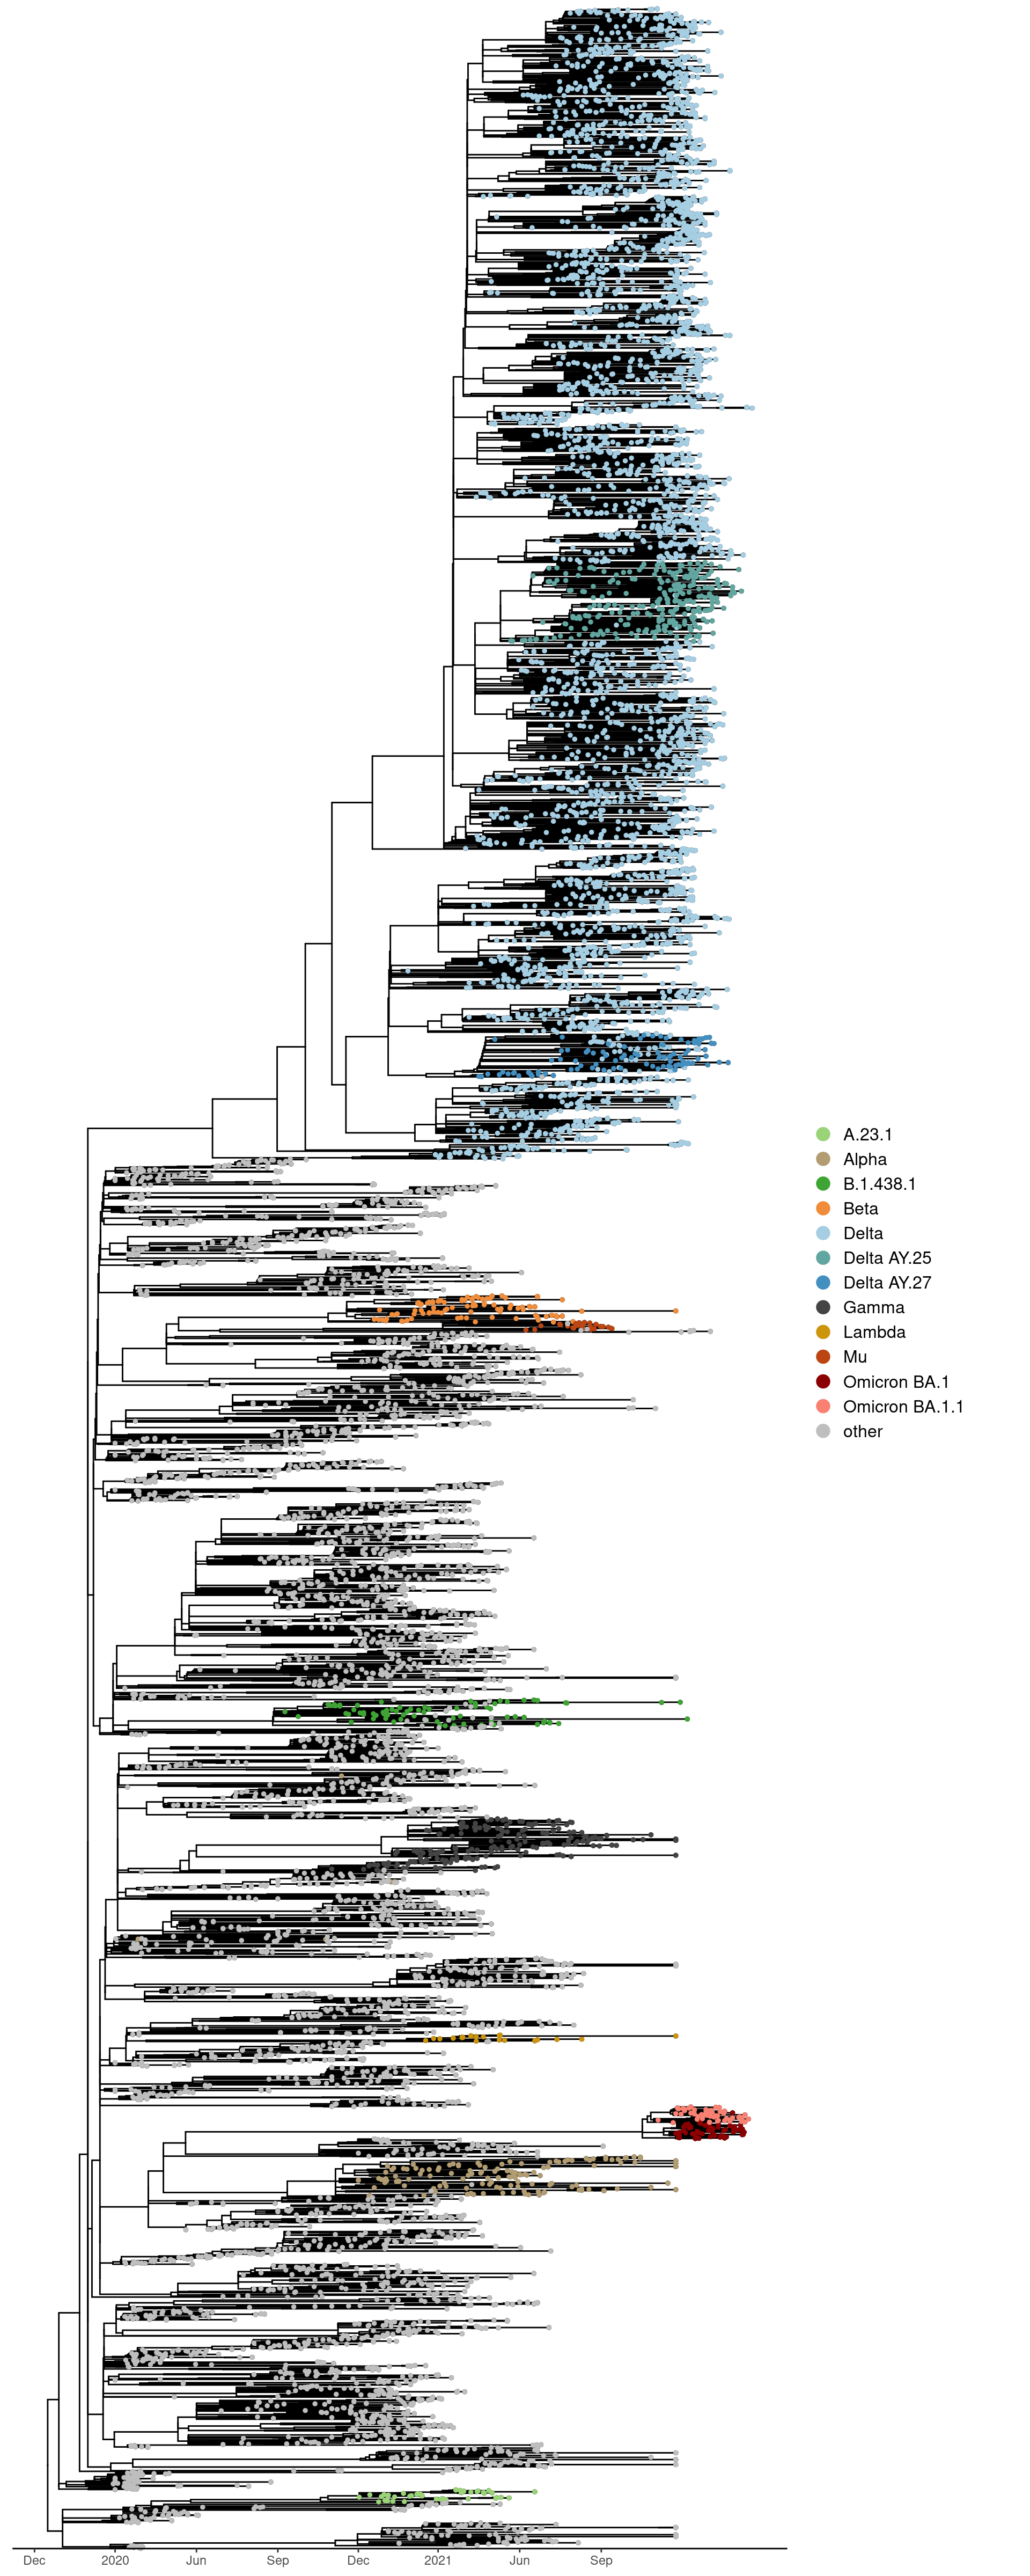 A.23.1
Alpha
B.1.438.1
Beta
Delta
Delta AY.25
Delta AY.27
Gamma
Lambda
Mu
Omicron BA.1
Omicron BA.1.1
other
Dec 2020 Jun Sep Dec 2021 Jun Sep